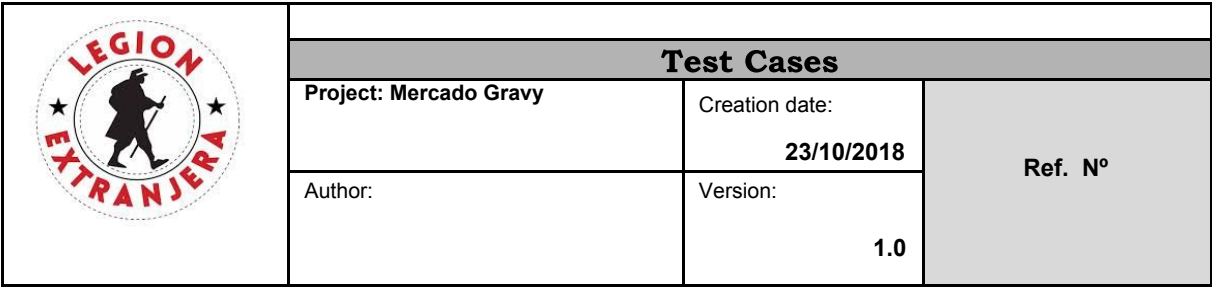 LEGION
EXTRANJERA
Test Cases
Project: Mercado Gravy
Creation date:
23/10/2018
Ref. Nº
Author:
Version:
1.0